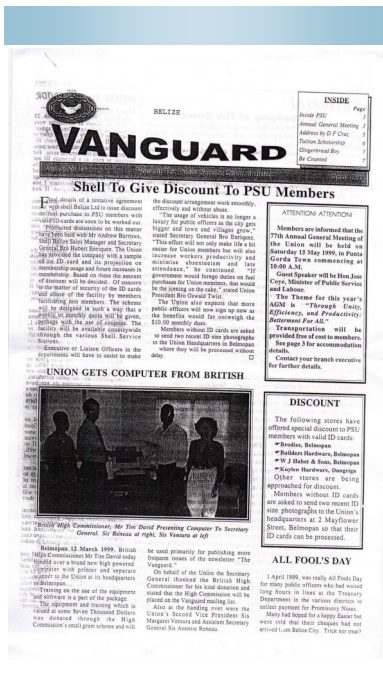 BELIZE
VANGUARD
INSIDE
Page
Inside PSU
Annual General Meeting 3
Address by D F Cruz 5
Tuition Scholarship 6
Gingerbread Boy 7
Be Counted
Shell To Give Discount To PSU Members
details of a tentative agreement
with shell Belize Ltd to issue discount
fuel purchase to PSU members with
valid ID cards are soon to be worked out.
Protracted discussions on this matter
have been held with Mr Andrew Burrows,
Shell Belize Sales Manager and Secretary
General Bro Hubert Enriquez. The Union
has provided the company with a sample
of its ID card and its projection on
membership usage and future increases in
membership. Based on these the amount
of discount will be decided. Of concern
is the matter of security of the ID cards
and abuse of the facility by members
facilitating non members. The scheme
will be designed in such a way that a
weekly or monthly quota will be given,
perhaps with the use of coupons. The
facility will be available countrywide
through the various Shell Service
Stations.
Executive or Liaison Officers in the
departments will have to assist to make
the discount arrangement work smoothly,
effectively and without abuse.
"The usage of vehicles is no longer a
luxury for public officers as the city gets
bigger and town and villages grow,"
stated Secretary General Bro Enriquez.
"This effort will not only make life a bit
easier for Union members but will also
increase workers productivity and
minimise absenteeism and late
attendance," he continued. "If
government would forego duties on fuel
purchases for Union members, that would
be the icing on the cake," stated Union
President Bro Oswald Twist.
The Union also expects that more
public officers will now sign up now as
the benefits would far outweigh the
$10.00 monthly dues.
Members without ID cards are asked
to send two recent ID size photographs
to the Union Headquarters in Belmopan
where they will be processed without
delay.
ATTENTION! ATTENTION!
Members are informed that the
77th Annual General Meeting of
the Union will be held on
Saturday 15 May 1999, in Punta
Gorda Town commencing at
10:00 A.M.
Guest Speaker will be Hon Jose
Coye, Minister of Public Service
and Labour.
The Theme for this year's
AGM is "Through Unity,
Efficiency, and Productivity:
Betterment For All."
Transportation will be
provided free of cost to members.
See page 3 for accommodation
details.
Contact your branch executive
for further details.
UNION GETS COMPUTER FROM BRITISH
British High Commissioner, Mr Tim David Presenting Computer To Secretary
General. Sis Reneau at right, Sis Ventura at left
Belmopan 12 March 1999. British
High Commissioner Mr Tim David today
handed over a brand new high powered
computer with printer and separate
scanner to the Union at its headquarters
in Belmopan.
Training on the use of the equipment
and software is a part of the package.
The equipment and training which is
valued at some Seven Thousand Dollars
was donated through the High
Commission's small gram scheme and will
be used primarily for publishing more
frequent issues of the newsletter "The
Vanguard."
On behalf of the Union the Secretary
General thanked the British High
Commissioner for his kind donation and
stated that the High Commission will be
placed on the Vanguard mailing list.
Also at the handing over were the
Union's Second Vice President Sis
Margaret Ventura and Assistant Secretary
General Sis Annette Reneau.
DISCOUNT
The following stores have
offered special discount to PSU
members with valid ID cards:
Brodies, Belmopan
Builders Hardware, Belmopan
W J Habet & Sons, Belmopan
Kaylon Hardware, Dangriga
Other stores are being
approached for discount.
Members without ID cards
are asked to send two recent ID
size photographs to the Union's
headquarters at 2 Mayflower
Street, Belmopan so that their
ID cards can be processed.
ALL FOOL'S DAY
1 April 1999, was really All Fools Day
for many public officers who had waited
long hours in lines at the Treasury
Department in the various districts to
collect payment for Promissory Notes.
Many had hoped for a happy Easter but
were told that their cheques had not
arrived from Belize City. Trick nor treat?